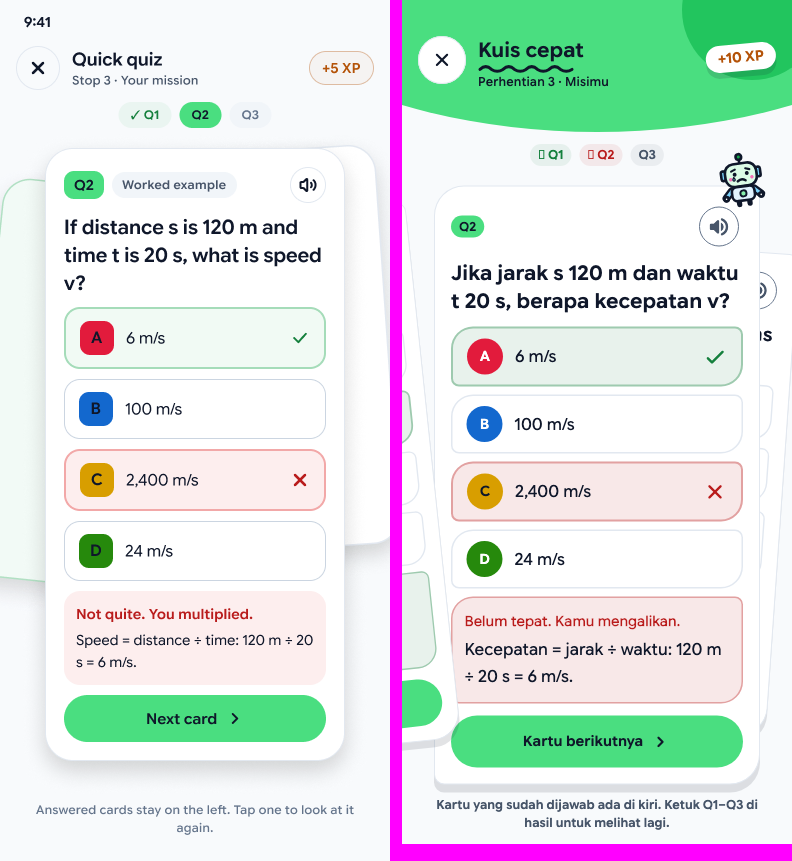 9:41
Quick quiz
Stop 3 · Your mission
+5 XP
✓ Q1
Q2
Q3
Q2
Worked example
If distance s is 120 m and
time t is 20 s, what is speed
v?
A
6 m/s
B
100 m/s
C
2,400 m/s
D
24 m/s
Not quite. You multiplied.
Speed = distance ÷ time: 120 m ÷ 20
s = 6 m/s.
Next card
Answered cards stay on the left. Tap one to look at it
again.
Kuis cepat
Perhentian 3 · Misimu
+10 XP
Q1
Q2
Q3
Q2
Jika jarak s 120 m dan waktu
t 20 s, berapa kecepatan v?
A
6 m/s
B
100 m/s
C
2,400 m/s
D
24 m/s
Belum tepat. Kamu mengalikan.
Kecepatan = jarak ÷ waktu: 120 m
÷ 20 s = 6 m/s.
Kartu berikutnya
Kartu yang sudah dijawab ada di kiri. Ketuk Q1–Q3 di
hasil untuk melihat lagi.